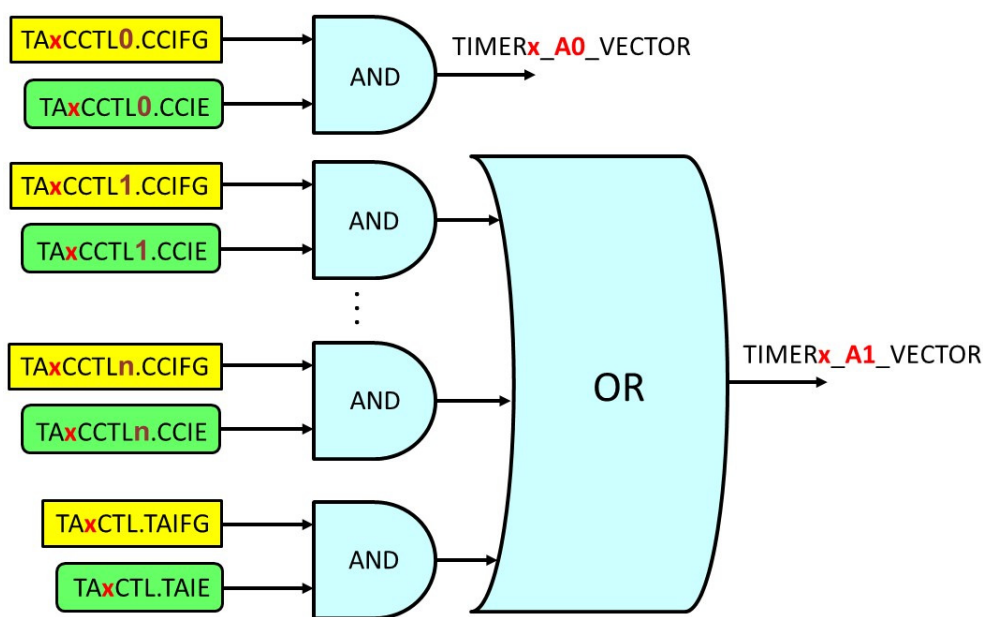 TAxCCTL0.CCIFG
TAxCCTL0.CCIE
AND
TIMERx_A0_VECTOR
TAxCCTL1.CCIFG
TAxCCTL1.CCIE
AND
TAxCCTLn.CCIFG
TAxCCTLn.CCIE
AND
TAxCTL.TAIFG
TAxCTL.TAIE
AND
OR
TIMERx_A1_VECTOR